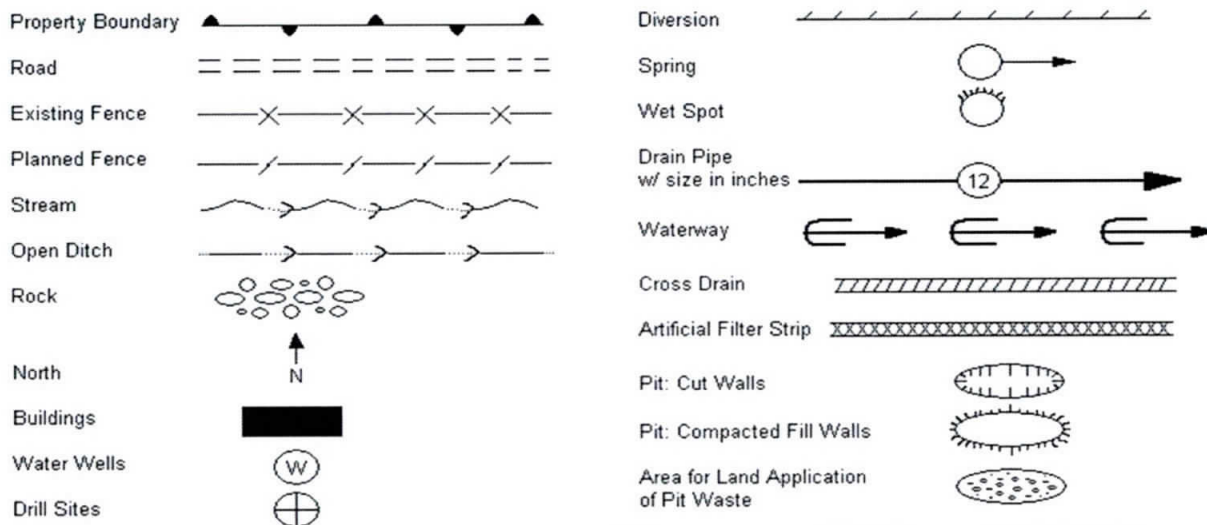 Property Boundary
Road
Existing Fence
Planned Fence
Stream
Open Ditch
Rock
North
N
Buildings
Water Wells
W
Drill Sites
Diversion
Spring
Wet Spot
Drain Pipe
w/ size in inches
12
Waterway
Cross Drain
Artificial Filter Strip
Pit: Cut Walls
Pit: Compacted Fill Walls
Area for Land Application
of Pit Waste